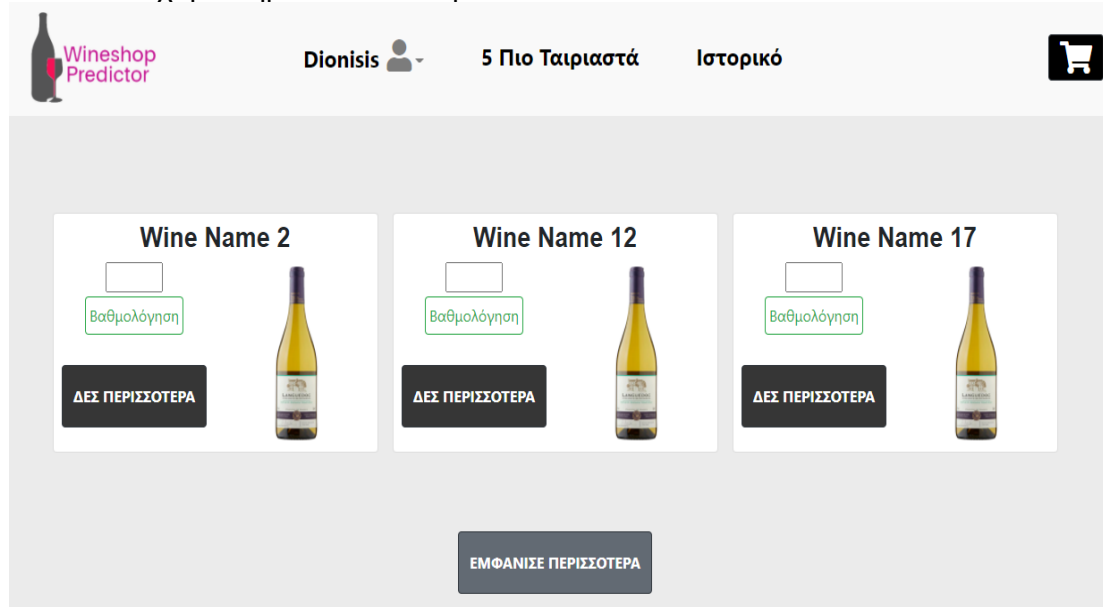 Wineshop
Predictor
Dionisis
5 Πιο Ταιριαστά
Ιστορικό
Wine Name 2
Βαθμολόγηση
ΔΕΣ ΠΕΡΙΣΣΟΤΕΡΑ
Wine Name 12
Βαθμολόγηση
ΔΕΣ ΠΕΡΙΣΣΟΤΕΡΑ
Wine Name 17
Βαθμολόγηση
ΔΕΣ ΠΕΡΙΣΣΟΤΕΡΑ
ΕΜΦΑΝΙΣΕ ΠΕΡΙΣΣΟΤΕΡΑ